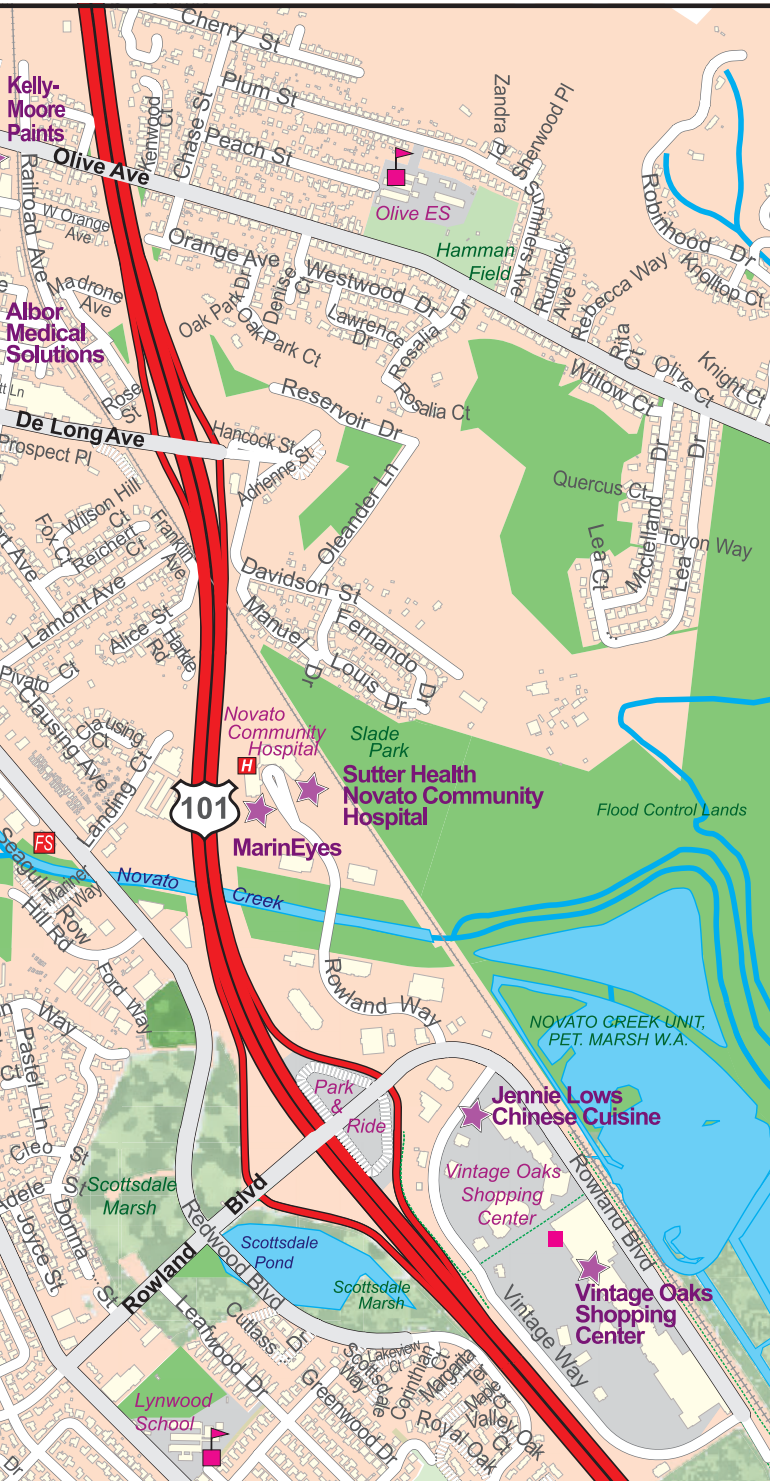 Cherry St
Kelly-
Moore
Paints
Plum St
Kenwood
Ct
Chase St
Zandra Pl
Sherwood Pl
Peach St
Olive Ave
Railroad Ave
Olive ES
Summers Ave
Robinhood Dr
W Orange
Ave
Orange Ave
Hamman
Field
Rudnick
Ave
Knolltop Ct
Madrone
Ave
Oak Park Dr
Denise
Ct
Westwood Dr
Rebecca Way
Albor
Medical
Solutions
OakPark Ct
Lawrence
Dr
Rosalia Dr
Rita
Ct
Willow Ct
Olive Ct
Knight Ct
Rose
St
Reservoir Dr
Rosalia Ct
De Long Ave
Hancock St
Prospect Pl
Adrienne St
Quercus Ct
Mcclelland Dr
Lea Dr
Wilson Hill
Ct
Fox Ct
Reichert
Ct
Franklin
Ave
Oleander Ln
Lea Ct
Tovon Way
Lamont Ave
Davidson St
Alice St
Harkle
Rd
Manuel Dr
Fernando
Dr
Louis Dr
Pivato Ct
Clausing Ave
Clausing
Ct
Landing Ct
Novato
Community
Hospital
H
Slade
Park
Sutter Health
Novato Community
Hospital
101
MarinEyes
Flood Control Lands
FS
Seagull Row
Mariner
Way
Novato Creek
Hill Rd
Ford Way
Rowland Way
NOVATO CREEK UNIT,
PET. MARSH W.A.
Way
Pastel Ln
Ct
Park
&
Ride
Jennie Lows
Chinese Cuisine
Cleo St
Adele St
Scottsdale
Marsh
Vintage Oaks
Shopping
Center
Rowland Blvd
Joyce St
Donna St
Redwood Blvd
Rowland Blvd
Scottsdale
Pond
Scottsdale
Marsh
Vintage Oaks
Shopping
Center
Vintage Way
Leafwood Dr
Cutlass Dr
Lakeview
Ct
Scottsdale
Way
Corinthian
Ct
Margarita
Maple
Ct
Valley Oak
Royal Oak
Greenwood Dr
Lynwood
School
Dr